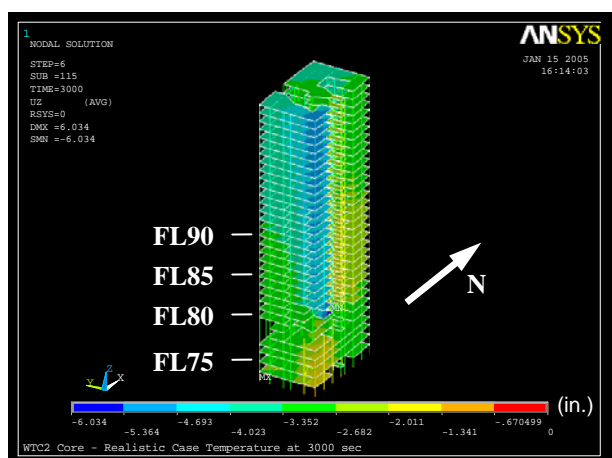 1
NODAL SOLUTION
ANSYS
STEP=6
SUB =115
TIME=3000
UZ (AVG)
RSYS=0
DMX =6.034
SMN =-6.034
JAN 15 2005
16:14:03
FL90
FL85
FL80
FL75
N
MN
MX
Z
Y X
(in.)
-6.034 -4.693 -3.352 -2.011 -.670499
-5.364 -4.023 -2.682 -1.341 0
WTC2 Core - Realistic Case Temperature at 3000 sec